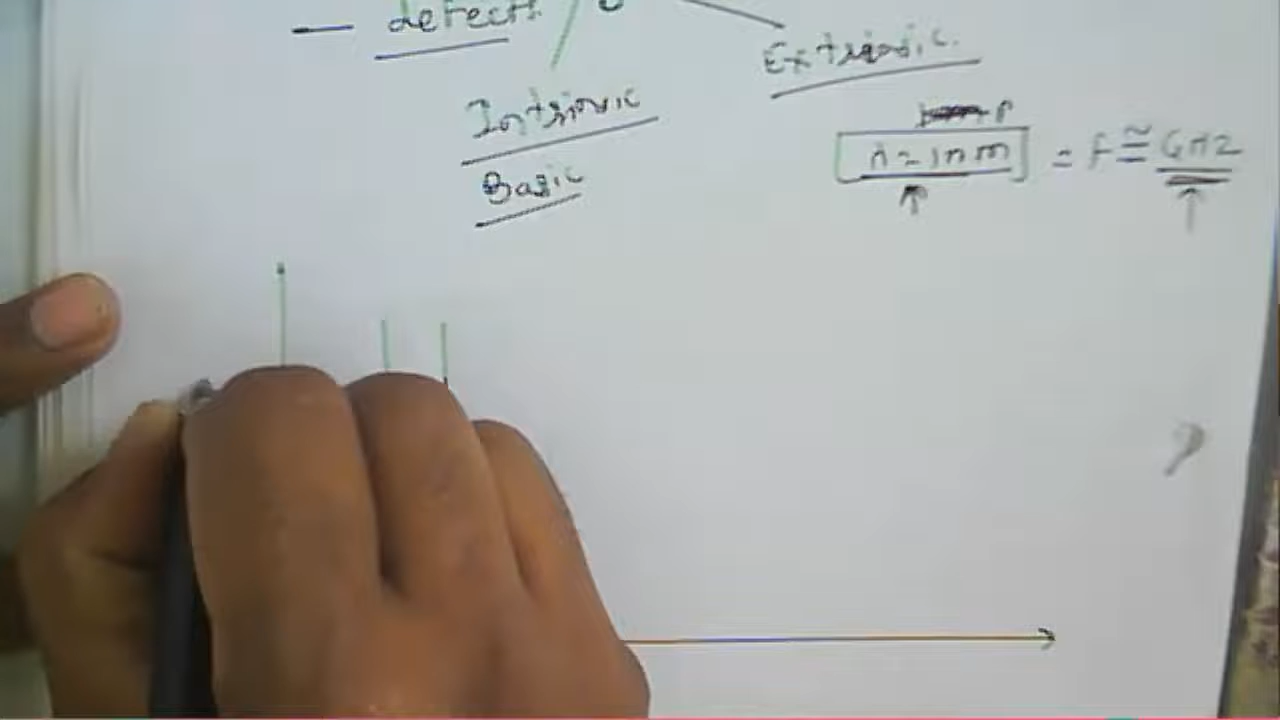 — defects
Extrinsic.
Intrinsic
Basic
λ = 1nm = f ≅ GHz